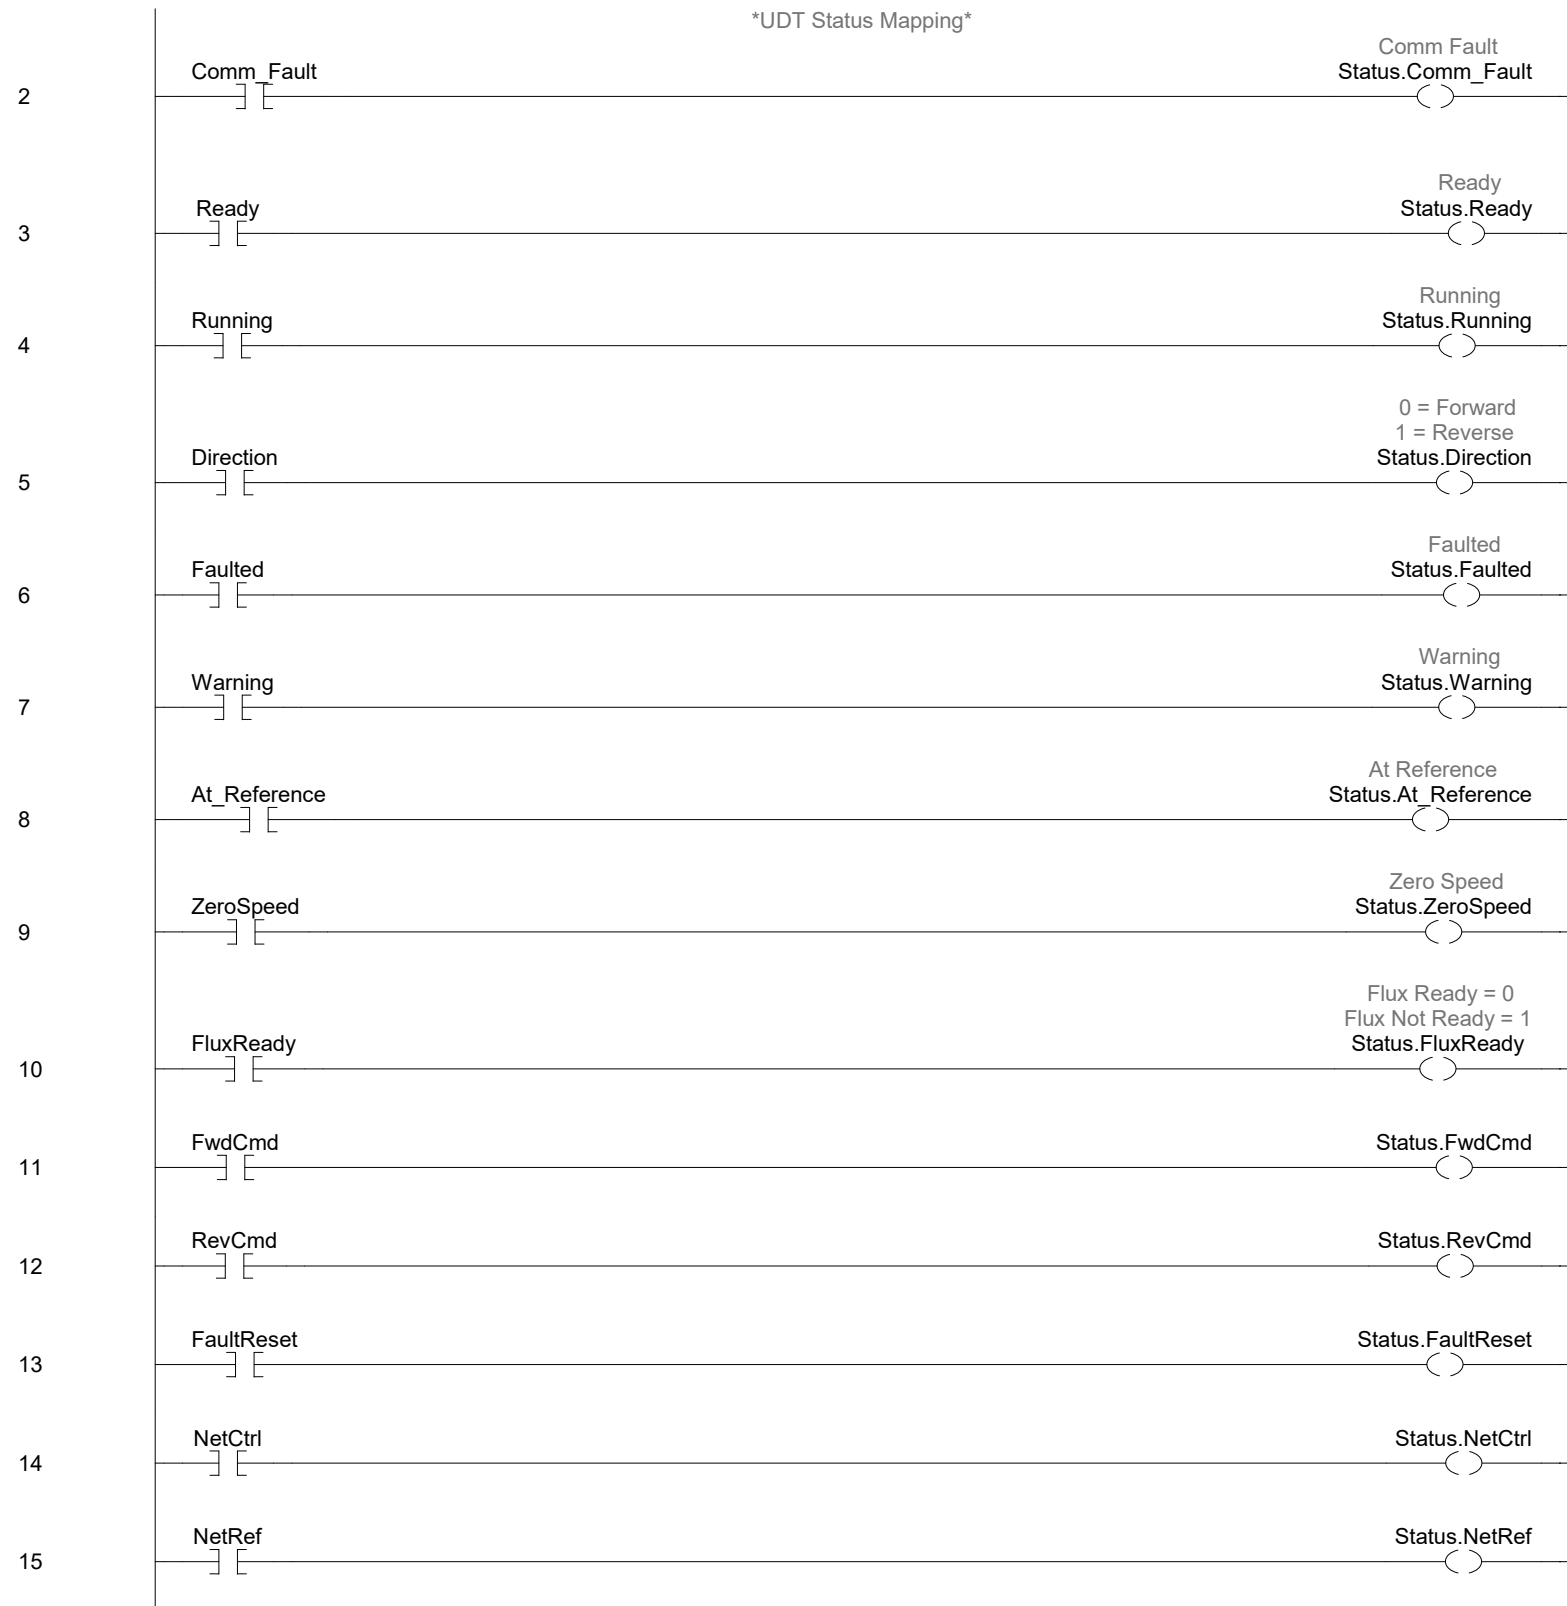 *UDT Status Mapping*
Comm Fault
Comm_Fault Status.Comm_Fault
2
Ready
Ready Status.Ready
3
Running
Running Status.Running
4
0 = Forward
1 = Reverse
Direction Status.Direction
5
Faulted
Faulted Status.Faulted
6
Warning
Warning Status.Warning
7
At Reference
At_Reference Status.At_Reference
8
Zero Speed
ZeroSpeed Status.ZeroSpeed
9
Flux Ready = 0
Flux Not Ready = 1
FluxReady Status.FluxReady
10
FwdCmd Status.FwdCmd
11
RevCmd Status.RevCmd
12
FaultReset Status.FaultReset
13
NetCtrl Status.NetCtrl
14
NetRef Status.NetRef
15